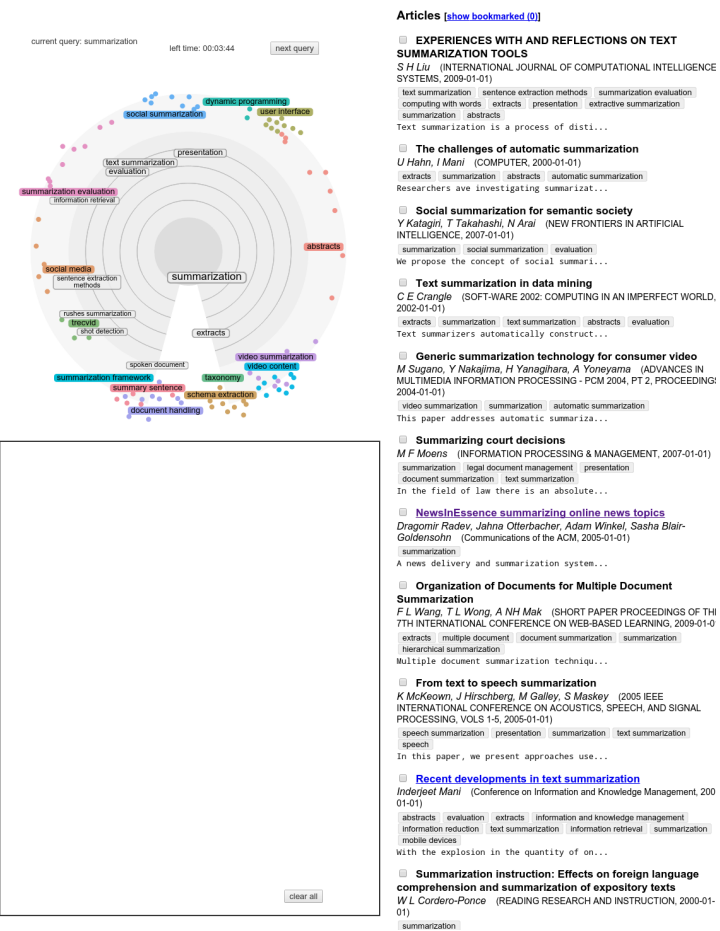 current query: summarization
left time: 00:03:44
next query
dynamic programming
social summarization
user interface
presentation
text summarization
evaluation
summarization evaluation
information retrieval
abstracts
social media
summarization
sentence extraction
methods
rushes summarization
trecvid
shot detection
extracts
video summarization
spoken document
video content
summarization framework
taxonomy
summary sentence
schema extraction
document handling
clear all
Articles [show bookmarked (0)]
EXPERIENCES WITH AND REFLECTIONS ON TEXT
SUMMARIZATION TOOLS
S H Liu (INTERNATIONAL JOURNAL OF COMPUTATIONAL INTELLIGENCE
SYSTEMS, 2009-01-01)
text summarization sentence extraction methods summarization evaluation
computing with words extracts presentation extractive summarization
summarization abstracts
Text summarization is a process of disti...
The challenges of automatic summarization
U Hahn, I Mani (COMPUTER, 2000-01-01)
extracts summarization abstracts automatic summarization
Researchers ave investigating summarizat...
Social summarization for semantic society
Y Katagiri, T Takahashi, N Arai (NEW FRONTIERS IN ARTIFICIAL
INTELLIGENCE, 2007-01-01)
summarization social summarization evaluation
We propose the concept of social summari...
Text summarization in data mining
C E Crangle (SOFT-WARE 2002: COMPUTING IN AN IMPERFECT WORLD,
2002-01-01)
extracts summarization text summarization abstracts evaluation
Text summarizers automatically construct...
Generic summarization technology for consumer video
M Sugano, Y Nakajima, H Yanagihara, A Yoneyama (ADVANCES IN
MULTIMEDIA INFORMATION PROCESSING - PCM 2004, PT 2, PROCEEDINGS
2004-01-01)
video summarization summarization automatic summarization
This paper addresses automatic summariza...
Summarizing court decisions
M F Moens (INFORMATION PROCESSING & MANAGEMENT, 2007-01-01)
summarization legal document management presentation
document summarization text summarization
In the field of law there is an absolute...
NewsInEssence summarizing online news topics
Dragomir Radev, Jahna Otterbacher, Adam Winkel, Sasha Blair-
Goldensohn (Communications of the ACM, 2005-01-01)
summarization
A news delivery and summarization system...
Organization of Documents for Multiple Document
Summarization
F L Wang, T L Wong, A NH Mak (SHORT PAPER PROCEEDINGS OF THE
7TH INTERNATIONAL CONFERENCE ON WEB-BASED LEARNING, 2009-01-0
extracts multiple document document summarization summarization
hierarchical summarization
Multiple document summarization techniqu...
From text to speech summarization
K McKeown, J Hirschberg, M Galley, S Maskey (2005 IEEE
INTERNATIONAL CONFERENCE ON ACOUSTICS, SPEECH, AND SIGNAL
PROCESSING, VOLS 1-5, 2005-01-01)
speech summarization presentation summarization text summarization
speech
In this paper, we present approaches use...
Recent developments in text summarization
Inderjeet Mani (Conference on Information and Knowledge Management, 200
01-01)
abstracts evaluation extracts information and knowledge management
information reduction text summarization information retrieval summarization
mobile devices
With the explosion in the quantity of on...
Summarization instruction: Effects on foreign language
comprehension and summarization of expository texts
W L Cordero-Ponce (READING RESEARCH AND INSTRUCTION, 2000-01-
01)
summarization